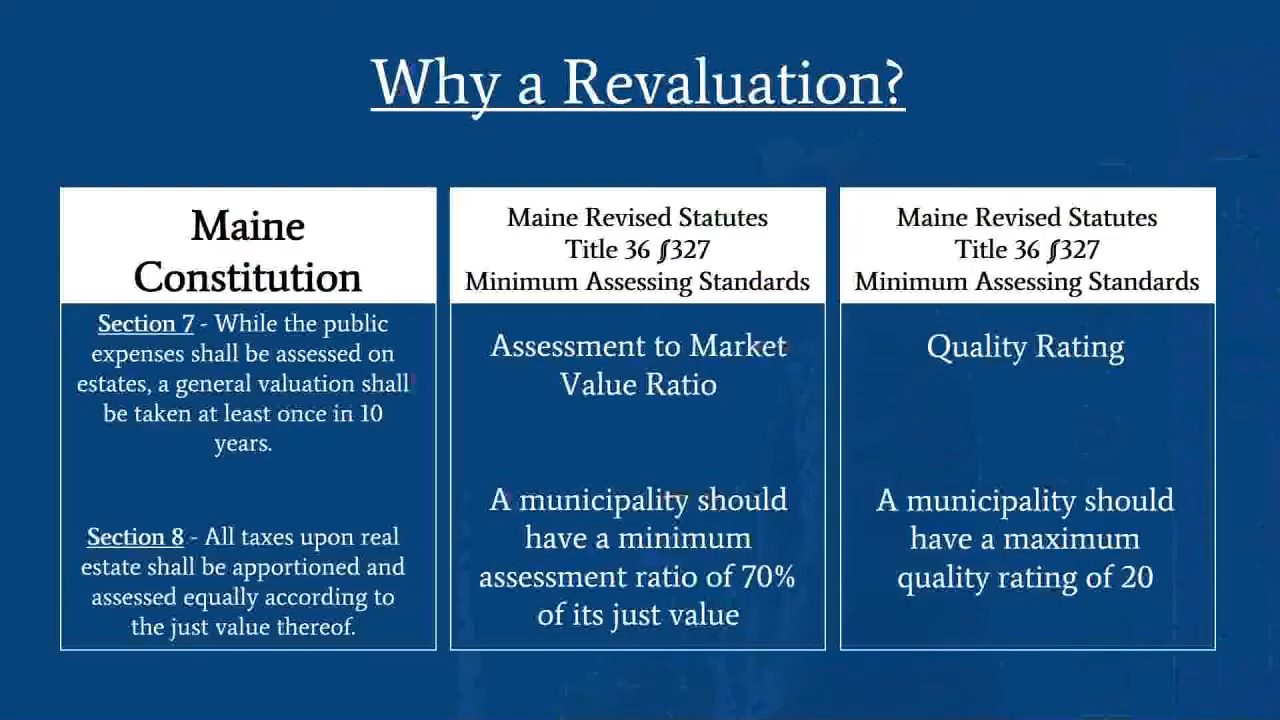 Why a Revaluation?
Maine
Constitution
Section 7 - While the public
expenses shall be assessed on
estates, a general valuation shall
be taken at least once in 10
years.
Section 8 - All taxes upon real
estate shall be apportioned and
assessed equally according to
the just value thereof.
Maine Revised Statutes
Title 36 ∫327
Minimum Assessing Standards
Assessment to Market
Value Ratio
A municipality should
have a minimum
assessment ratio of 70%
of its just value
Maine Revised Statutes
Title 36 ∫327
Minimum Assessing Standards
Quality Rating
A municipality should
have a maximum
quality rating of 20